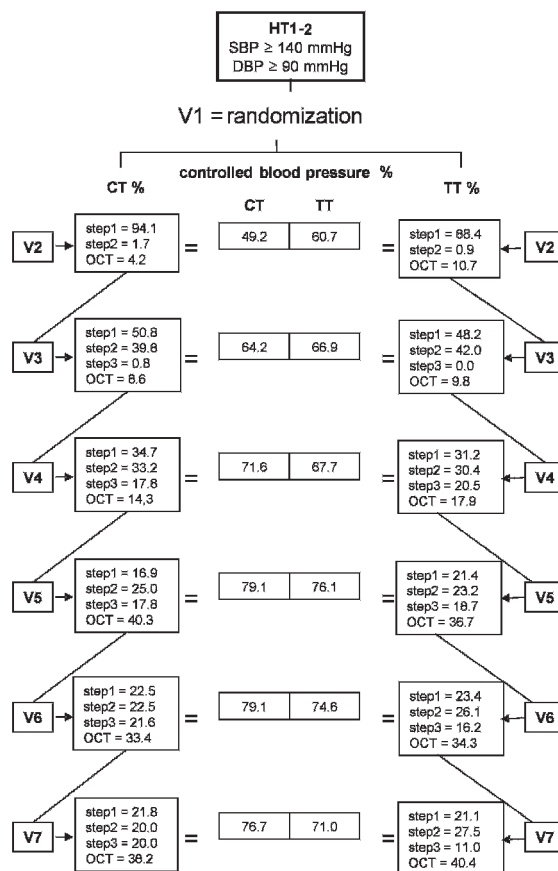 HT1-2
SBP ≥ 140 mmHg
DBP ≥ 90 mmHg
V1 = randomization
controlled blood pressure %
CT %
CT TT
TT %
V2
step1 = 94.1
step2 = 1.7
OCT = 4.2
=
49.2 60.7
=
step1 = 88.4
step2 = 0.9
OCT = 10.7
V2
V3
step1 = 50.8
step2 = 39.8
step3 = 0.8
OCT = 8.6
=
64.2 66.9
=
step1 = 48.2
step2 = 42.0
step3 = 0.0
OCT = 9.8
V3
V4
step1 = 34.7
step2 = 33.2
step3 = 17.8
OCT = 14,3
=
71.6 67.7
=
step1 = 31.2
step2 = 30.4
step3 = 20.5
OCT = 17.9
V4
V5
step1 = 16.9
step2 = 25.0
step3 = 17.8
OCT = 40.3
=
79.1 76.1
=
step1 = 21.4
step2 = 23.2
step3 = 18.7
OCT = 36.7
V5
V6
step1 = 22.5
step2 = 22.5
step3 = 21.6
OCT = 33.4
=
79.1 74.6
=
step1 = 23.4
step2 = 26.1
step3 = 16.2
OCT = 34.3
V6
V7
step1 = 21.8
step2 = 20.0
step3 = 20.0
OCT = 38.2
=
76.7 71.0
=
step1 = 21.1
step2 = 27.5
step3 = 11.0
OCT = 40.4
V7